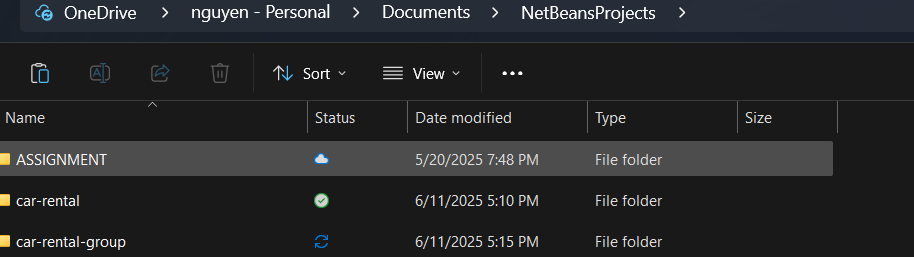 OneDrive > nguyen - Personal > Documents > NetBeansProjects >
Sort View ...
Name Status Date modified Type Size
ASSIGNMENT 5/20/2025 7:48 PM File folder
car-rental 6/11/2025 5:10 PM File folder
car-rental-group 6/11/2025 5:15 PM File folder